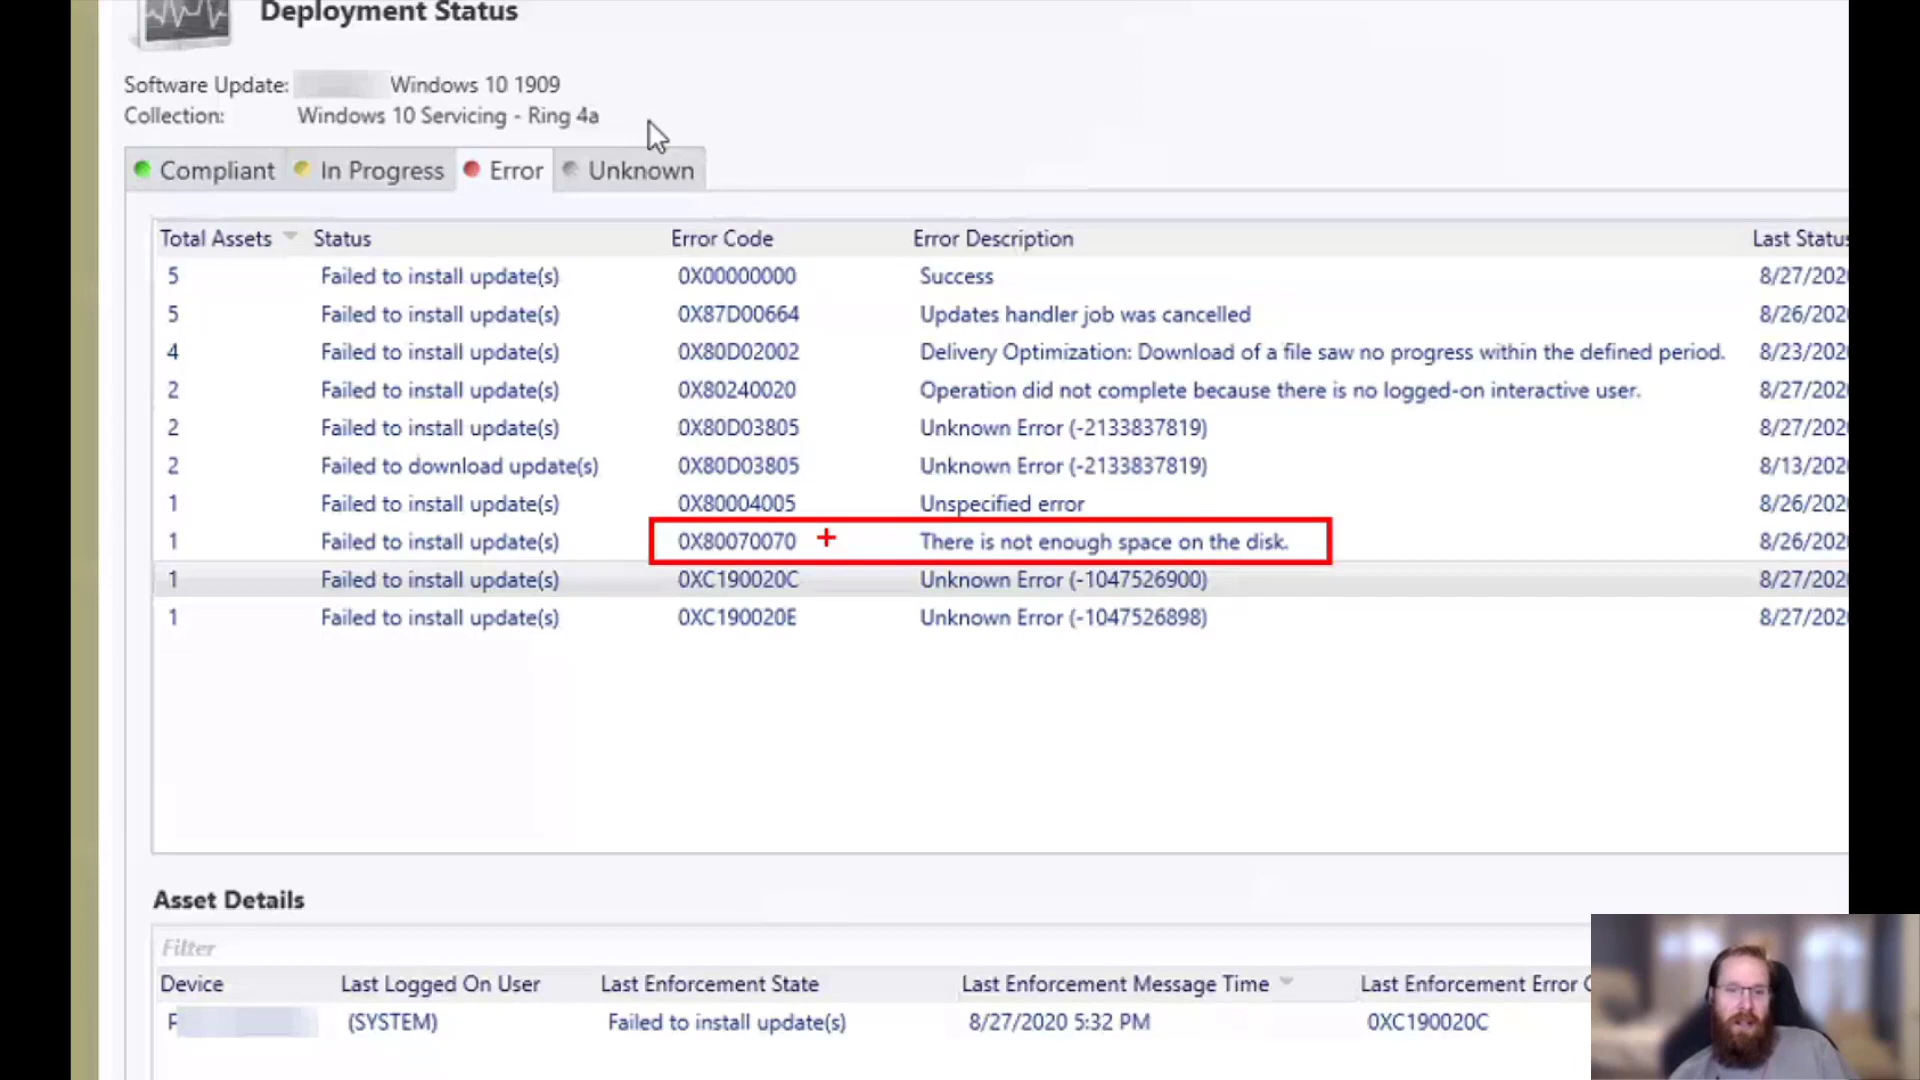 Deployment Status
Software Update: Windows 10 1909
Collection: Windows 10 Servicing - Ring 4a
Compliant In Progress Error Unknown
Total Assets Status Error Code Error Description Last Status
5 Failed to install update(s) 0X00000000 Success 8/27/202
5 Failed to install update(s) 0X87D00664 Updates handler job was cancelled 8/26/202
4 Failed to install update(s) 0X80D02002 Delivery Optimization: Download of a file saw no progress within the defined period. 8/23/202
2 Failed to install update(s) 0X80240020 Operation did not complete because there is no logged-on interactive user. 8/27/202
2 Failed to install update(s) 0X80D03805 Unknown Error (-2133837819) 8/27/202
2 Failed to download update(s) 0X80D03805 Unknown Error (-2133837819) 8/13/202
1 Failed to install update(s) 0X80004005 Unspecified error 8/26/202
1 Failed to install update(s) 0X80070070 There is not enough space on the disk. 8/26/202
1 Failed to install update(s) 0XC190020C Unknown Error (-1047526900) 8/27/202
1 Failed to install update(s) 0XC190020E Unknown Error (-1047526898) 8/27/202
Asset Details
Filter
Device Last Logged On User Last Enforcement State Last Enforcement Message Time Last Enforcement Error
(SYSTEM) Failed to install update(s) 8/27/2020 5:32 PM 0XC190020C